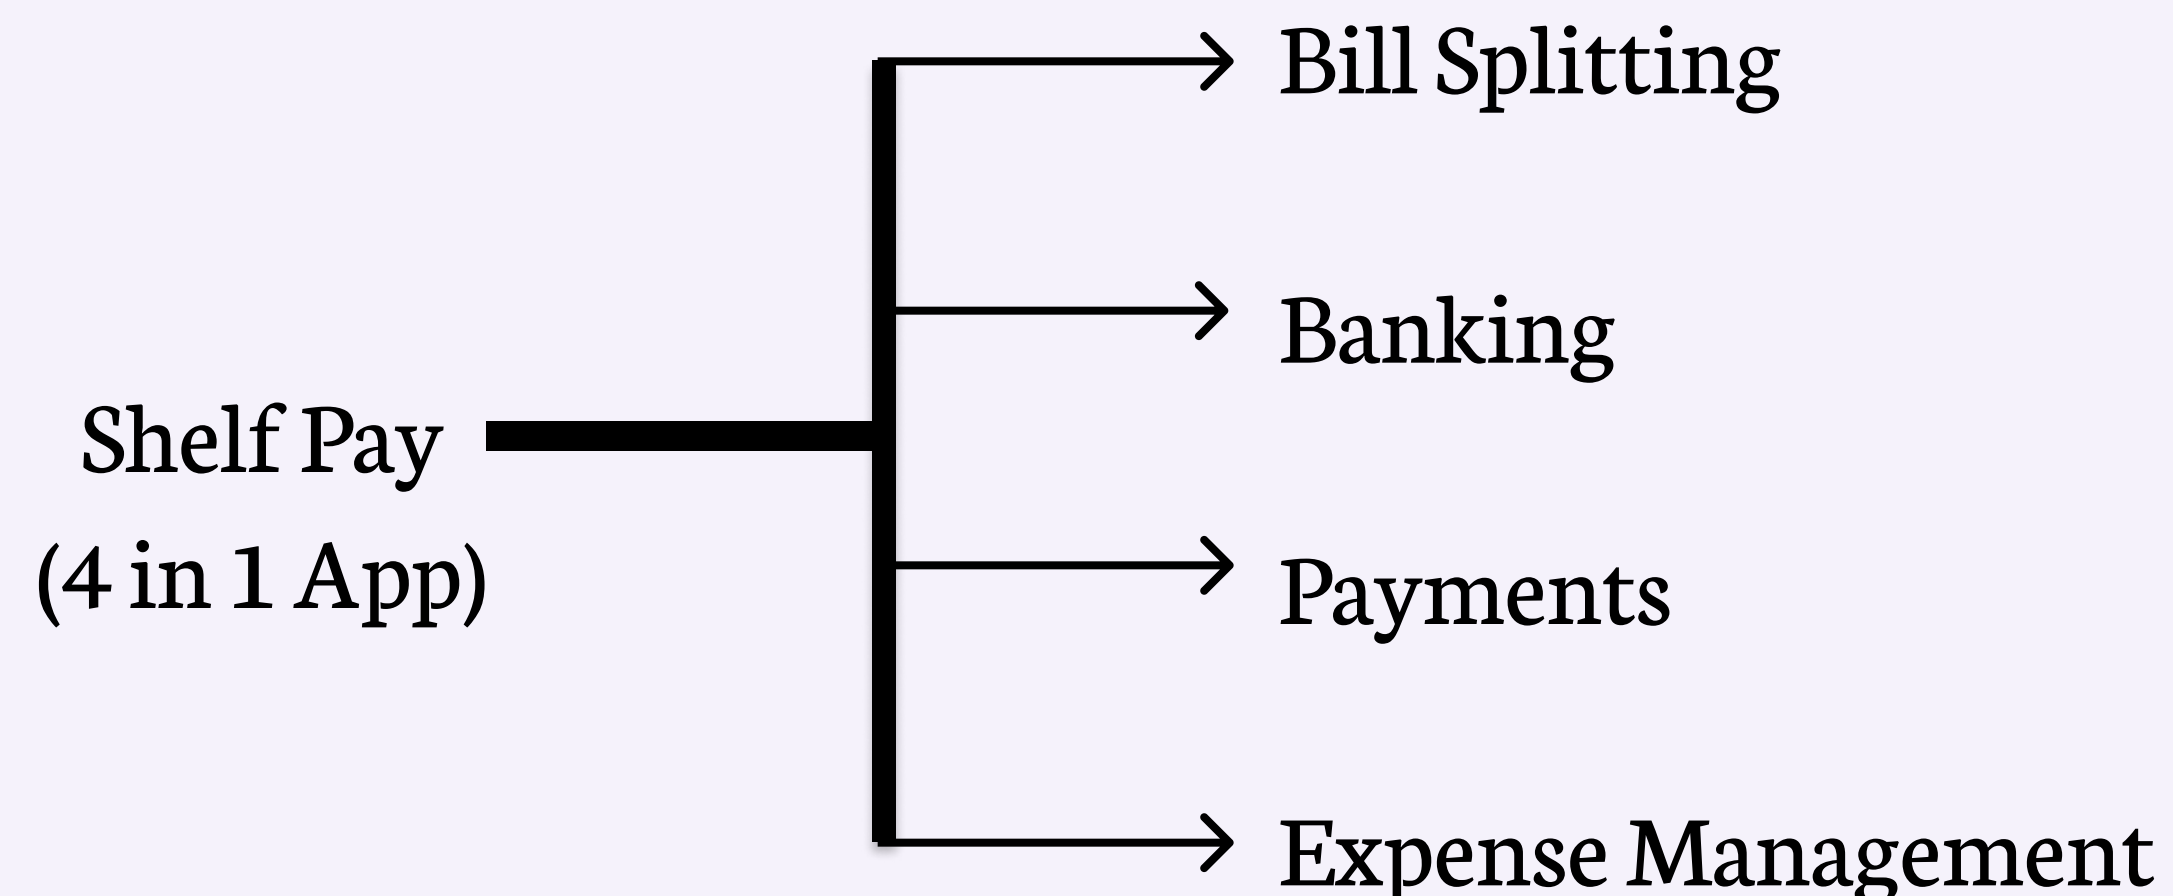 Bill Splitting
Banking
Shelf Pay
(4 in 1 App)
Payments
Expense Management